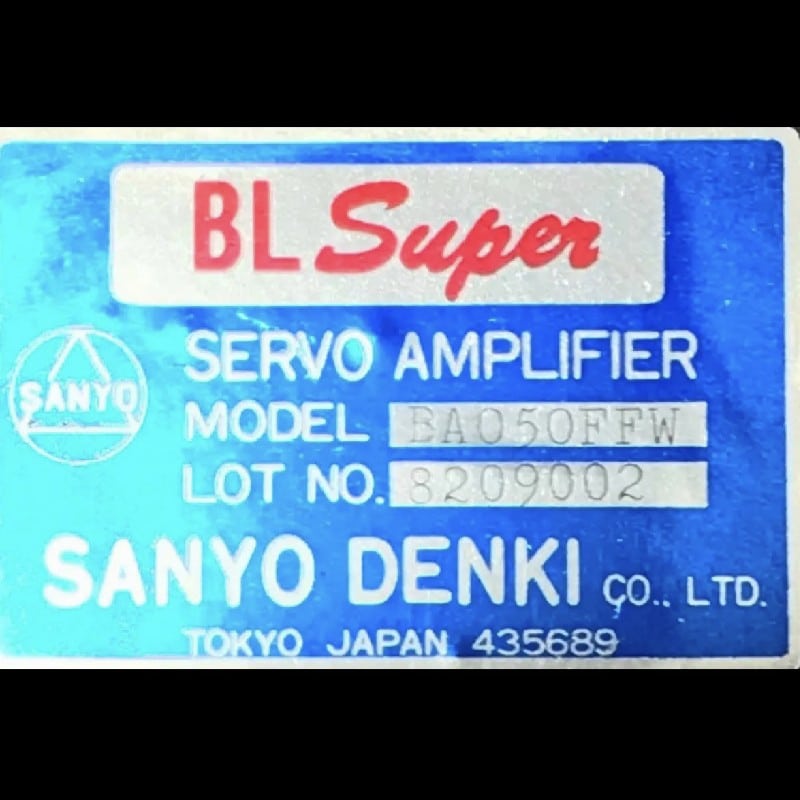 BL Super
SERVO AMPLIFIER
SANYO
MODEL BA050FFW
LOT NO. 8209002
SANYO DENKI CO., LTD.
TOKYO JAPAN 435689